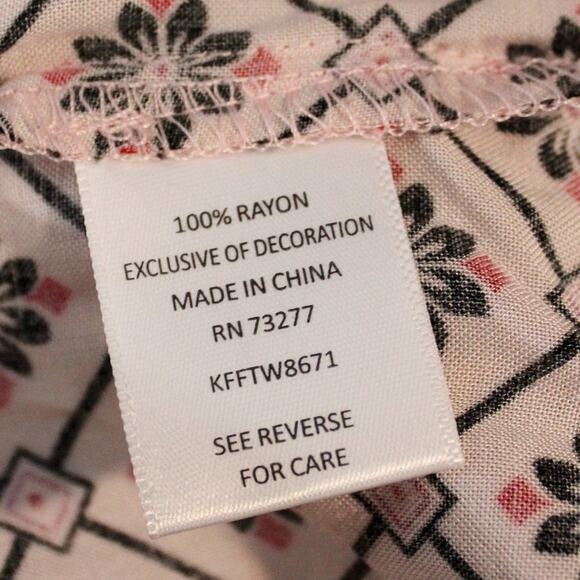 100% RAYON
EXCLUSIVE OF DECORATION
MADE IN CHINA
RN 73277
KFFTW8671
SEE REVERSE
FOR CARE